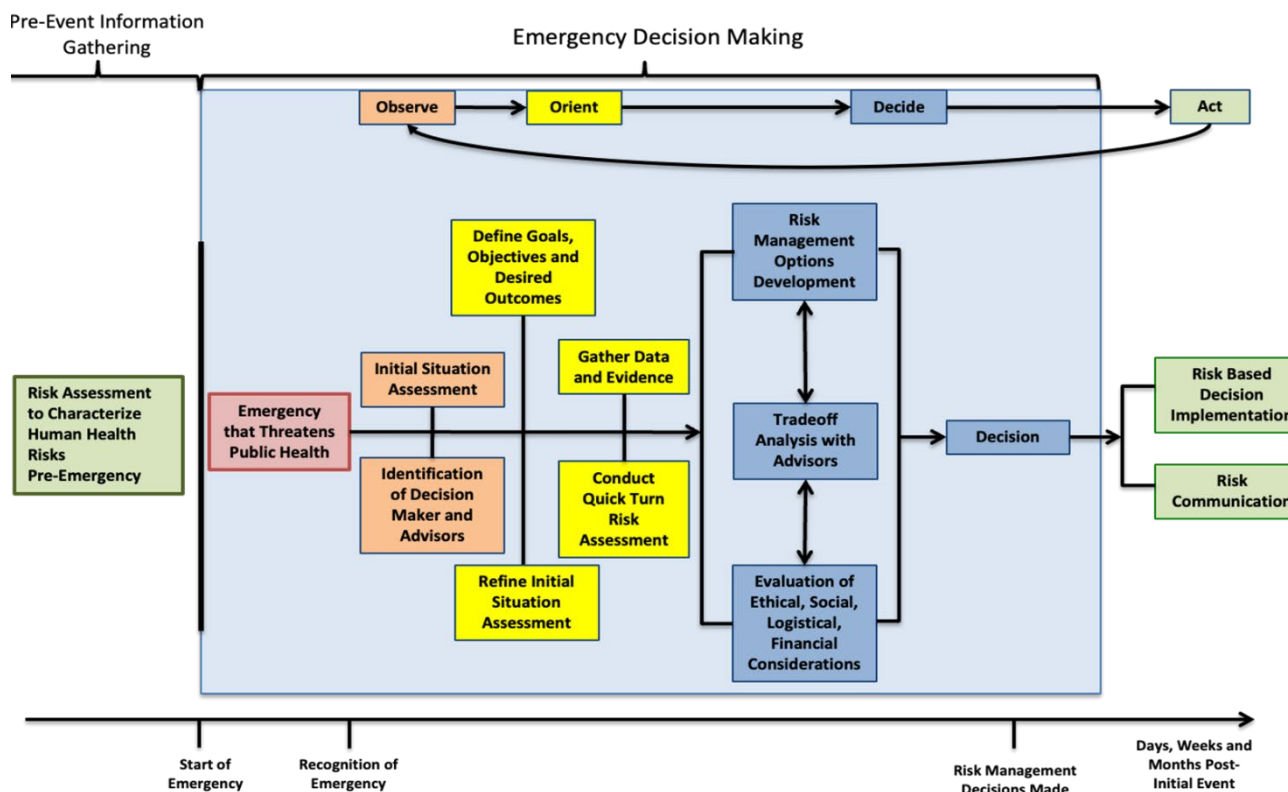 Pre-Event Information
Gathering
Emergency Decision Making
Observe
Orient
Decide
Act
Define Goals,
Objectives and
Desired
Outcomes
Risk
Management
Options
Development
Initial Situation
Assessment
Gather Data
and Evidence
Risk Assessment
to Characterize
Human Health
Risks
Pre-Emergency
Emergency
that Threatens
Public Health
Tradeoff
Analysis with
Advisors
Decision
Risk Based
Decision
Implementation
Identification
of Decision
Maker and
Advisors
Conduct
Quick Turn
Risk
Assessment
Risk
Communication
Refine Initial
Situation
Assessment
Evaluation of
Ethical, Social,
Logistical,
Financial
Considerations
Start of
Emergency
Recognition of
Emergency
Risk Management
Decisions Made
Days, Weeks and
Months Post-
Initial Event